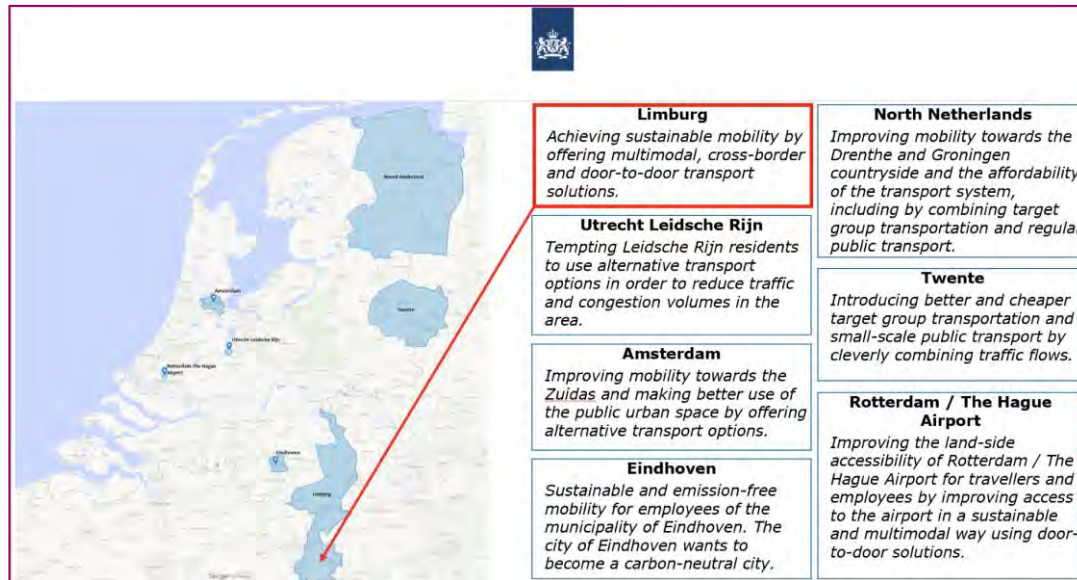 Noord-Nederland
Amsterdam
Twente
Utrecht Leidsche Rijn
Rotterdam The Hague
Airport
Eindhoven
Limburg
Limburg
Achieving sustainable mobility by
offering multimodal, cross-border
and door-to-door transport
solutions.
Utrecht Leidsche Rijn
Tempting Leidsche Rijn residents
to use alternative transport
options in order to reduce traffic
and congestion volumes in the
area.
Amsterdam
Improving mobility towards the
Zuidas and making better use of
the public urban space by offering
alternative transport options.
Eindhoven
Sustainable and emission-free
mobility for employees of the
municipality of Eindhoven. The
city of Eindhoven wants to
become a carbon-neutral city.
North Netherlands
Improving mobility towards the
Drenthe and Groningen
countryside and the affordability
of the transport system,
including by combining target
group transportation and regular
public transport.
Twente
Introducing better and cheaper
target group transportation and
small-scale public transport by
cleverly combining traffic flows.
Rotterdam / The Hague
Airport
Improving the land-side
accessibility of Rotterdam / The
Hague Airport for travellers and
employees by improving access
to the airport in a sustainable
and multimodal way using door-
to-door solutions.